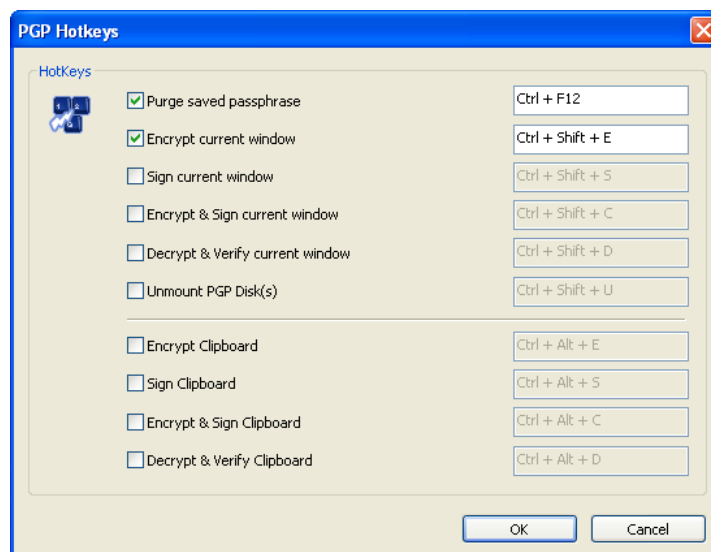 PGP Hotkeys
HotKeys
Purge saved passphrase Ctrl + F12
Encrypt current window Ctrl + Shift + E
Sign current window Ctrl + Shift + S
Encrypt & Sign current window Ctrl + Shift + C
Decrypt & Verify current window Ctrl + Shift + D
Unmount PGP Disk(s) Ctrl + Shift + U
Encrypt Clipboard Ctrl + Alt + E
Sign Clipboard Ctrl + Alt + S
Encrypt & Sign Clipboard Ctrl + Alt + C
Decrypt & Verify Clipboard Ctrl + Alt + D
OK Cancel